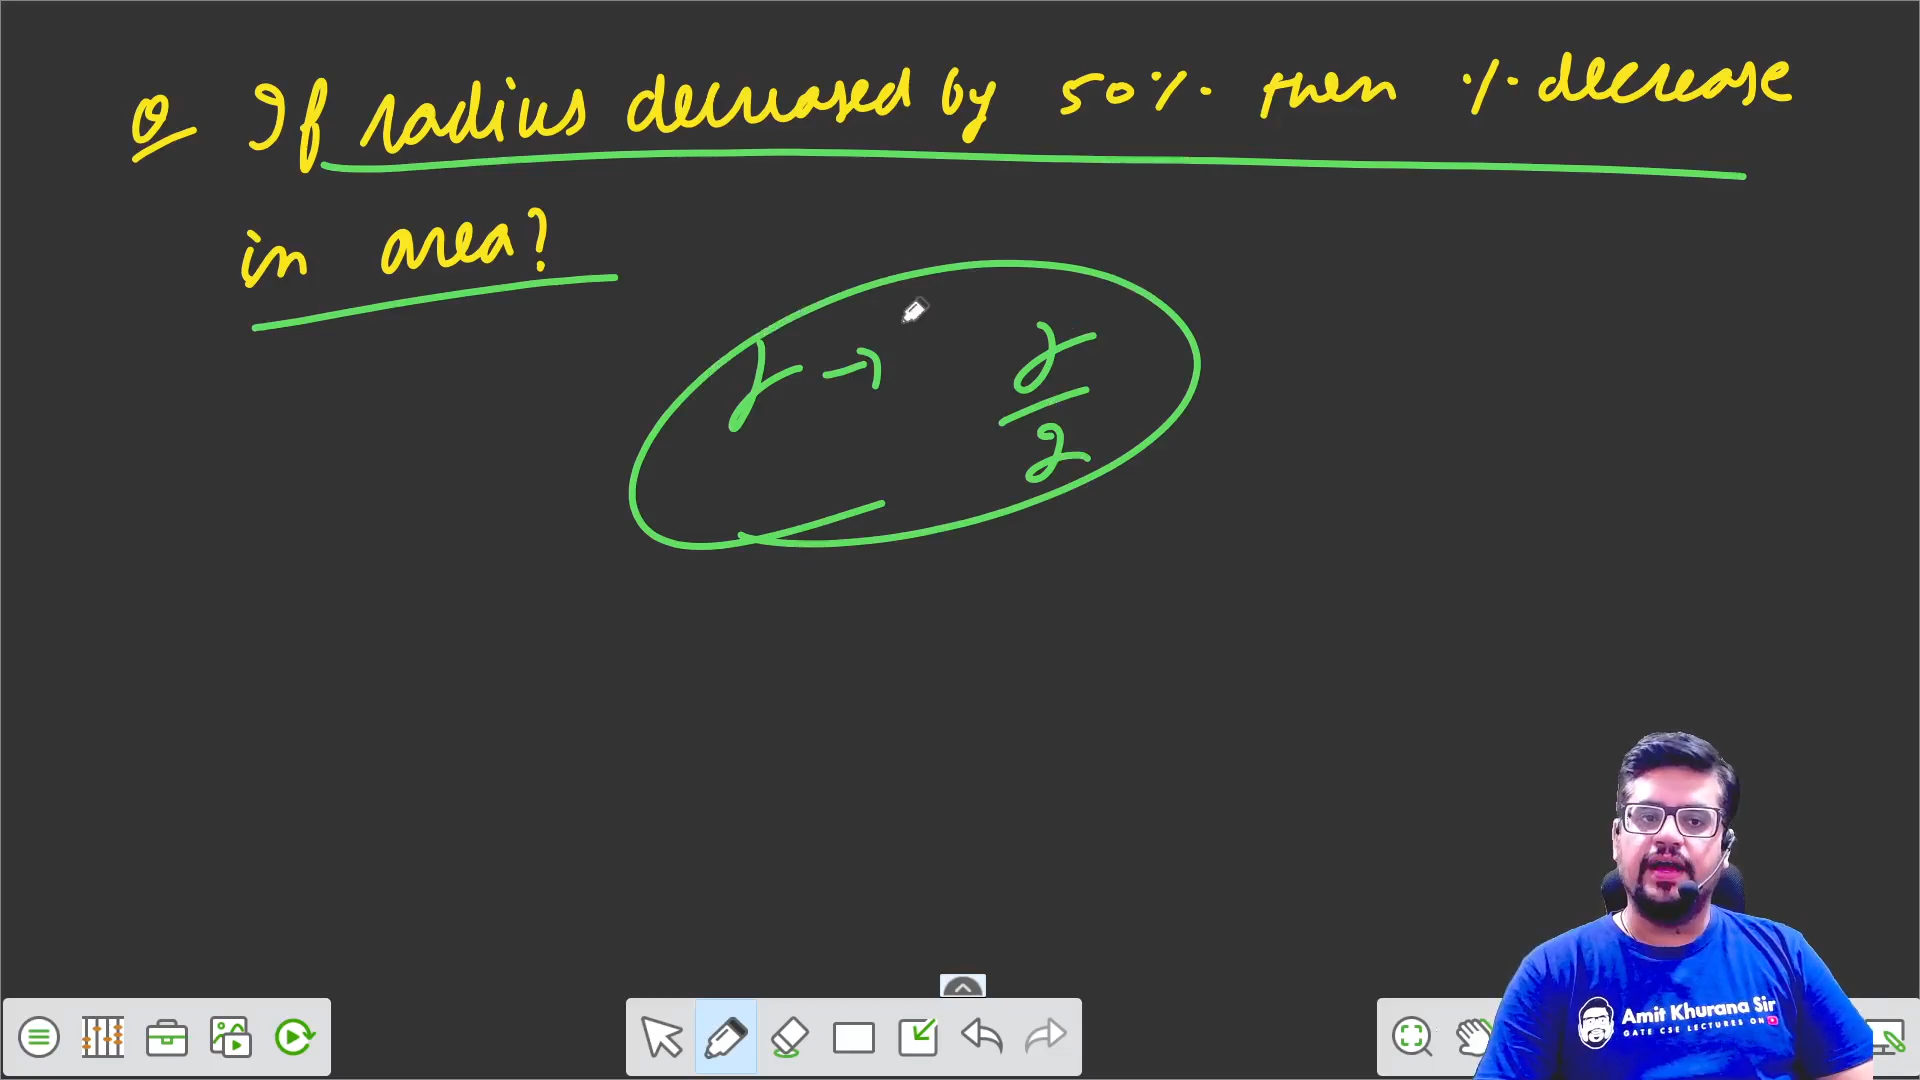 Q If radius decreased by 50% then % decrease
in area?
r → r/2
Amit Khurana Sir
GATE CSE LECTURES ON